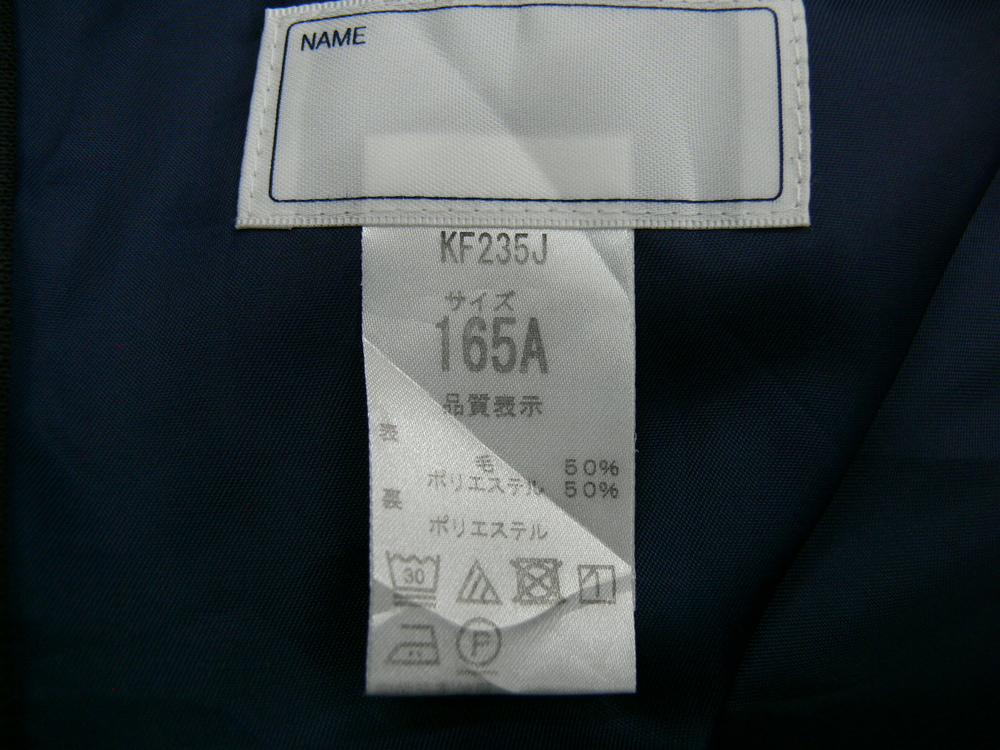 NAME
KF235J
サイズ
165A
品質表示
表
毛 50%
ポリエステル 50%
裏
ポリエステル
30
P